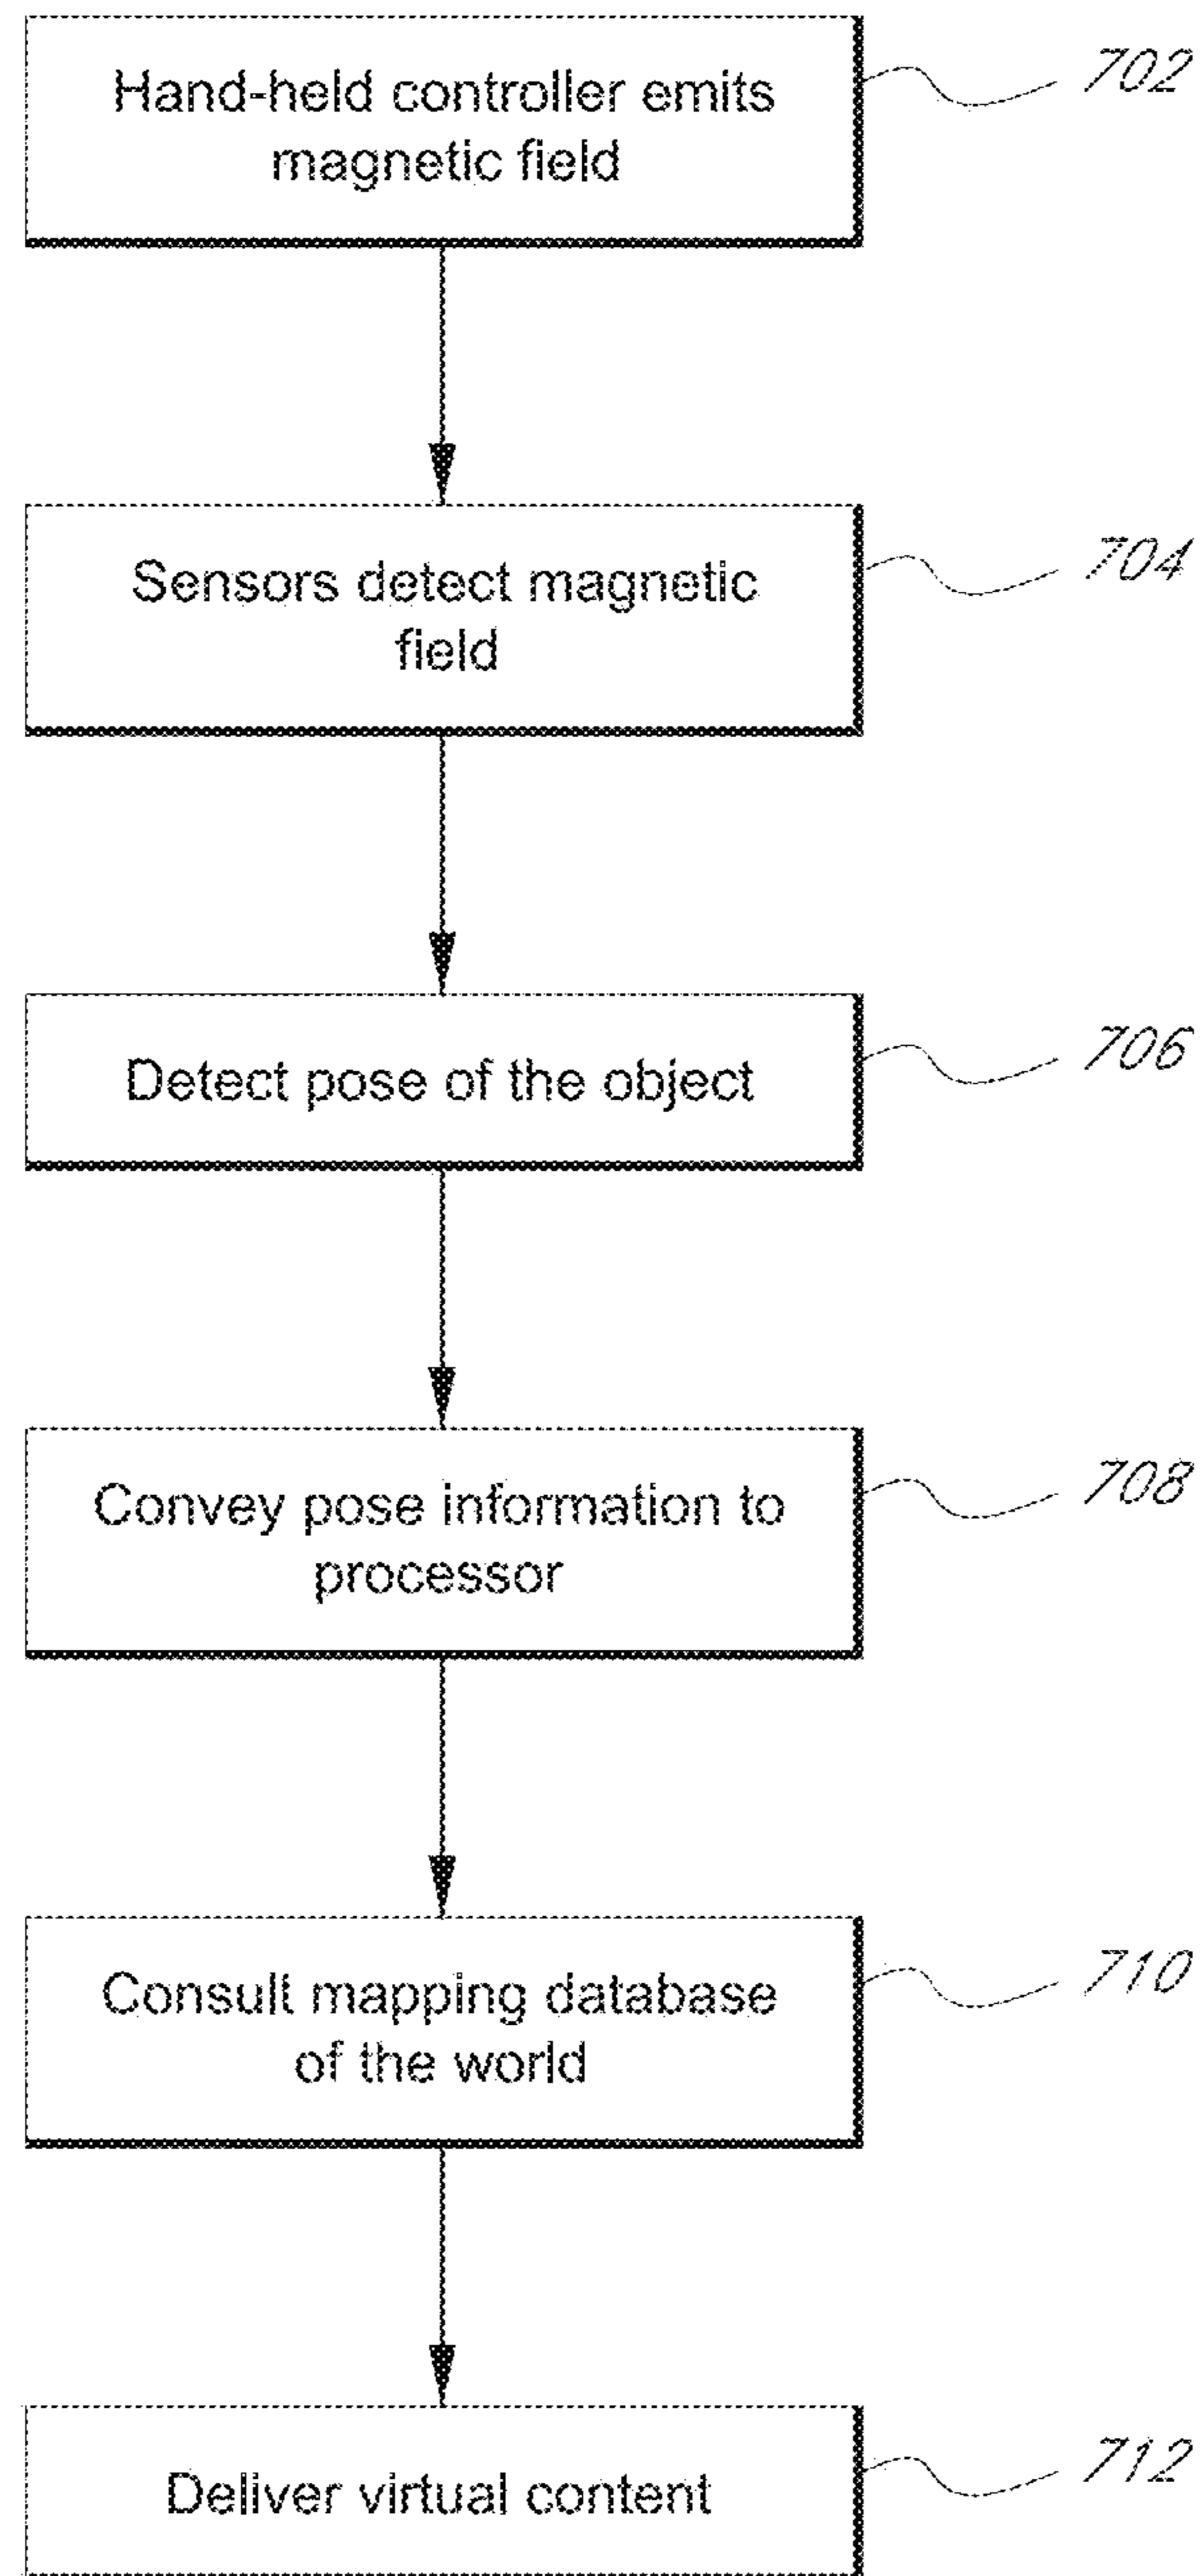 Hand-held controller emits
magnetic field
702
Sensors detect magnetic
field
704
Detect pose of the object
706
Convey pose information to
processor
708
Consult mapping database
of the world
710
Deliver virtual content
712